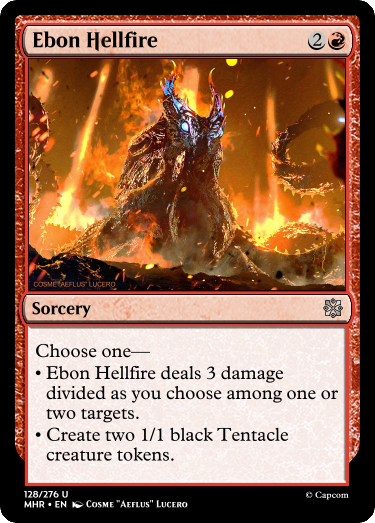 Ebon Hellfire 2
COSME"AEFLUS" LUCERO
Sorcery
Choose one—
• Ebon Hellfire deals 3 damage
divided as you choose among one or
two targets.
• Create two 1/1 black Tentacle
creature tokens.
128/276 U
MHR • EN Cosme "Aeflus" Lucero
© Capcom